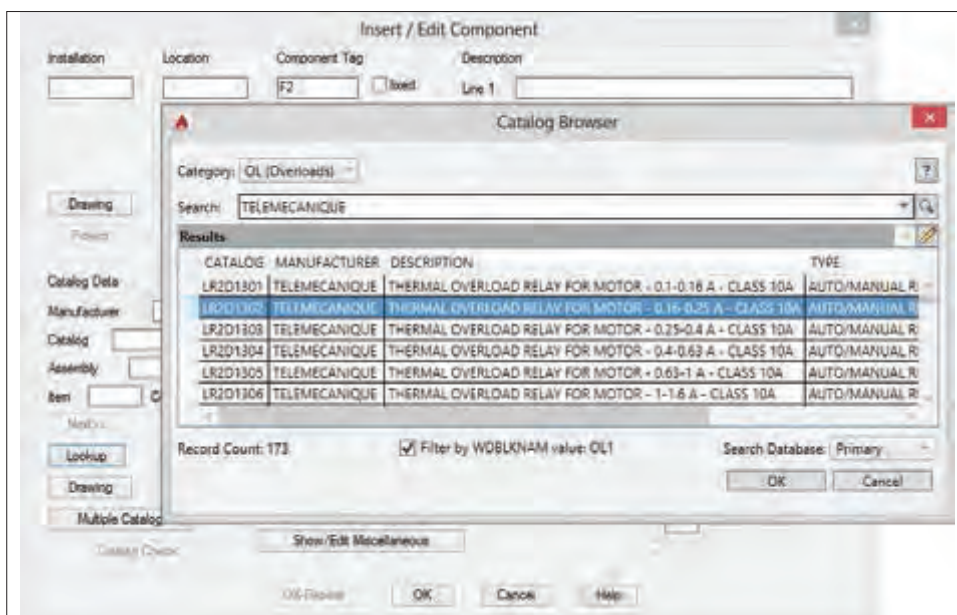 Insert / Edit Component
Installation Location Component Tag Description
F2 fixed Line 1
Catalog Browser
Category: OL (Overloads)
?
Drawing
Search: TELEMECANIQUE
Project
Results
CATALOG MANUFACTURER DESCRIPTION TYPE
Catalog Data
LR2D1301 TELEMECANIQUE THERMAL OVERLOAD RELAY FOR MOTOR - 0.1-0.16 A - CLASS 10A AUTO/MANUAL R
Manufacturer
LR2D1302 TELEMECANIQUE THERMAL OVERLOAD RELAY FOR MOTOR - 0.16-0.25 A - CLASS 10A AUTO/MANUAL R
LR2D1303 TELEMECANIQUE THERMAL OVERLOAD RELAY FOR MOTOR - 0.25-0.4 A - CLASS 10A AUTO/MANUAL R
Catalog
LR2D1304 TELEMECANIQUE THERMAL OVERLOAD RELAY FOR MOTOR - 0.4-0.63 A - CLASS 10A AUTO/MANUAL R
Assembly
LR2D1305 TELEMECANIQUE THERMAL OVERLOAD RELAY FOR MOTOR - 0.63-1 A - CLASS 10A AUTO/MANUAL R
Item C
LR2D1306 TELEMECANIQUE THERMAL OVERLOAD RELAY FOR MOTOR - 1-1.6 A - CLASS 10A AUTO/MANUAL R
Next>>
Lookup
Record Count: 173 Filter by WDBLKNAM value: OL1 Search Database: Primary
Drawing
OK Cancel
Multiple Catalog
Catalog Check
Show/Edit Miscellaneous
OK-Repeat OK Cancel Help